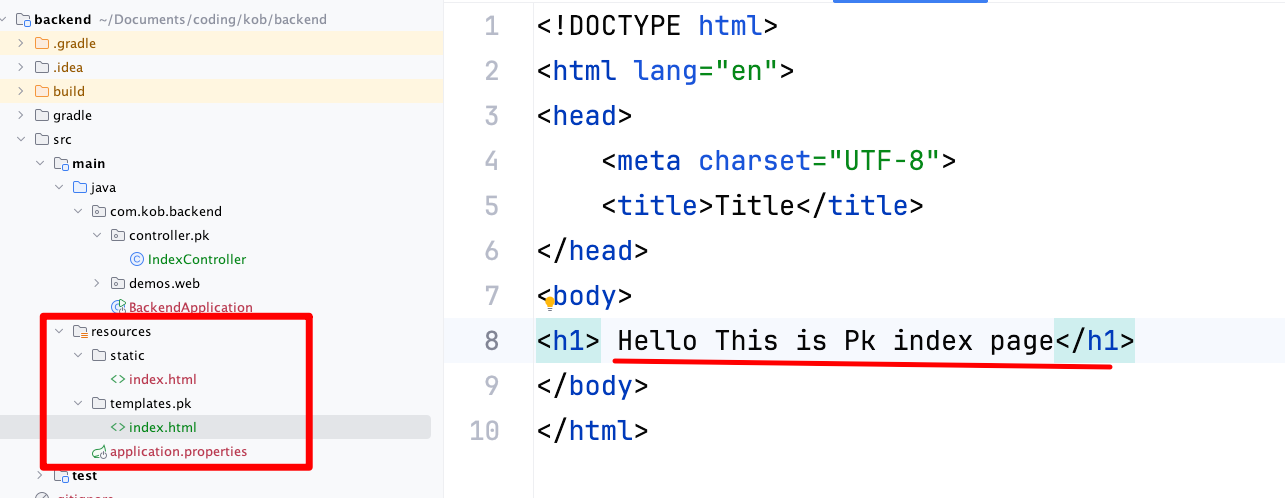 backend ~/Documents/coding/kob/backend
.gradle
.idea
build
gradle
src
main
java
com.kob.backend
controller.pk
IndexController
demos.web
BackendApplication
resources
static
index.html
templates.pk
index.html
application.properties
test
.gitignore
1 <!DOCTYPE html>
2 <html lang="en">
3 <head>
4 <meta charset="UTF-8">
5 <title>Title</title>
6 </head>
7 <body>
8 <h1> Hello This is Pk index page</h1>
9 </body>
10 </html>